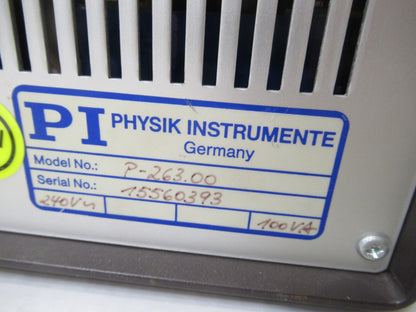 PI PHYSIK INSTRUMENTE
Germany
Model No.: P-263.00
Serial No.: 15560393
240V~ 100VA